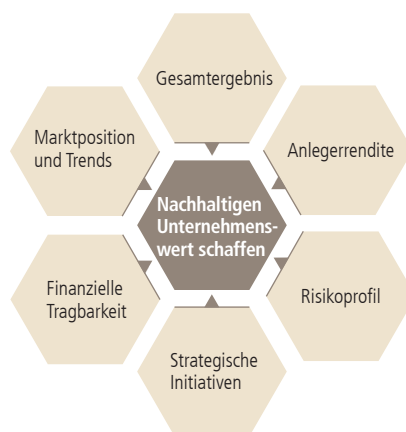 Gesamtergebnis
Marktposition
und Trends
Anlegerrendite
Nachhaltigen
Unternehmens-
wert schaffen
Finanzielle
Tragbarkeit
Risikoprofil
Strategische
Initiativen